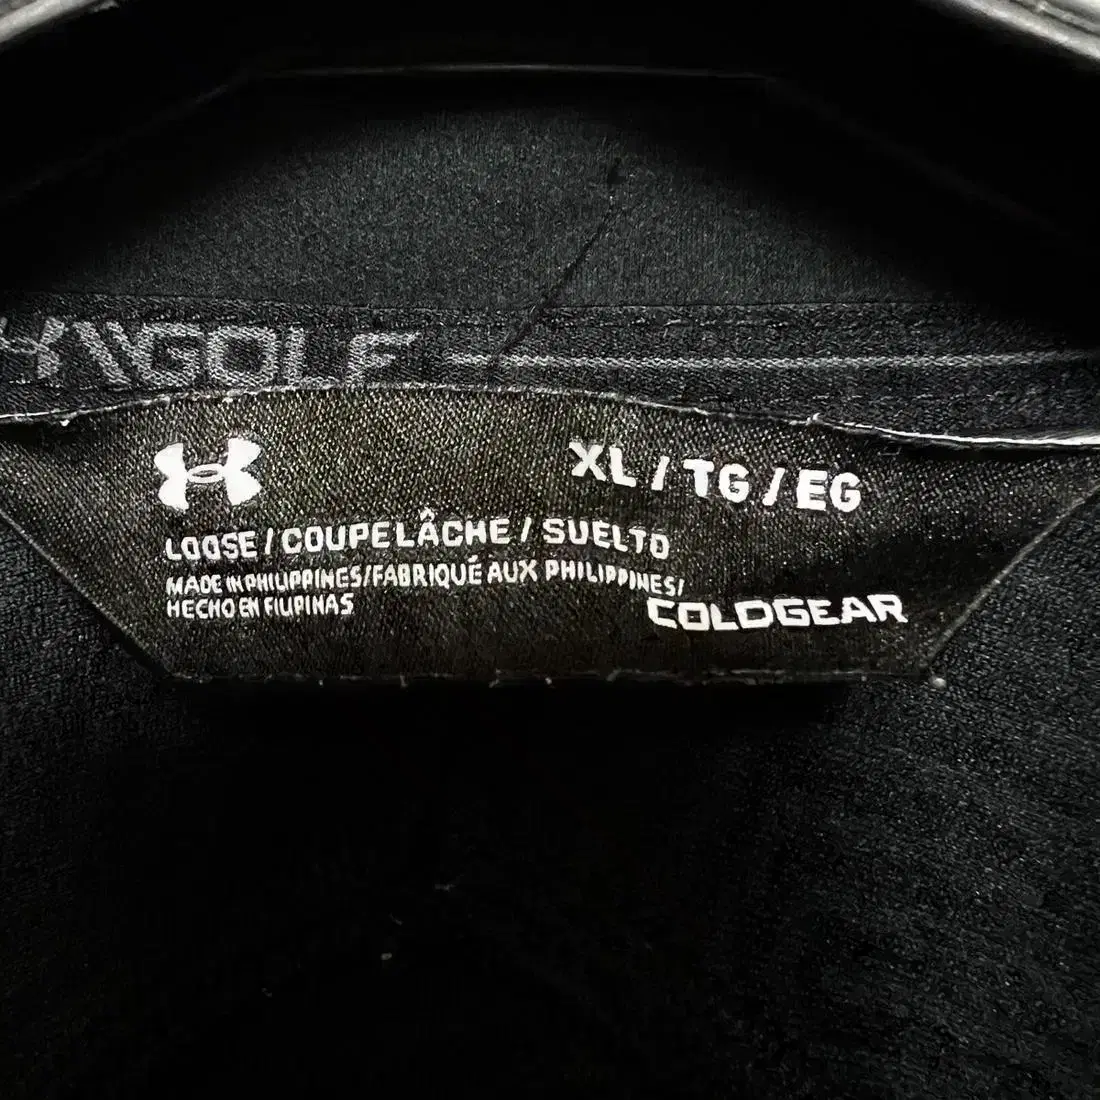 GOLF
XL / TG / EG
LOOSE / COUPE LÂCHE / SUELTO
MADE IN PHILIPPINES/FABRIQUÉ AUX PHILIPPINES/
HECHO EN FILIPINAS
COLDGEAR